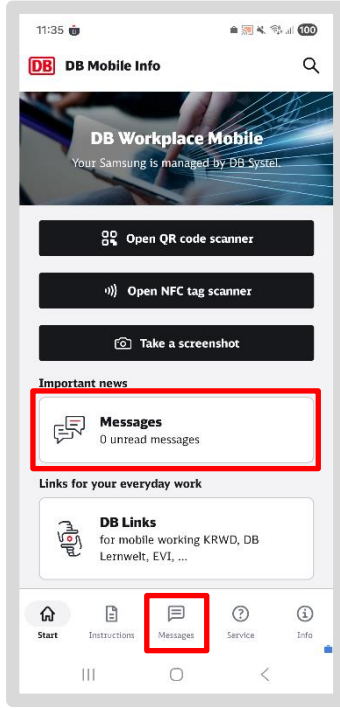 11:35
100
DB DB Mobile Info
DB Workplace Mobile
Your Samsung is managed by DB Systel.
Open QR code scanner
Open NFC tag scanner
Take a screenshot
Important news
Messages
0 unread messages
Links for your everyday work
DB Links
for mobile working KRWD, DB
Lernwelt, EVI, ...
Start Instructions Messages Service Info